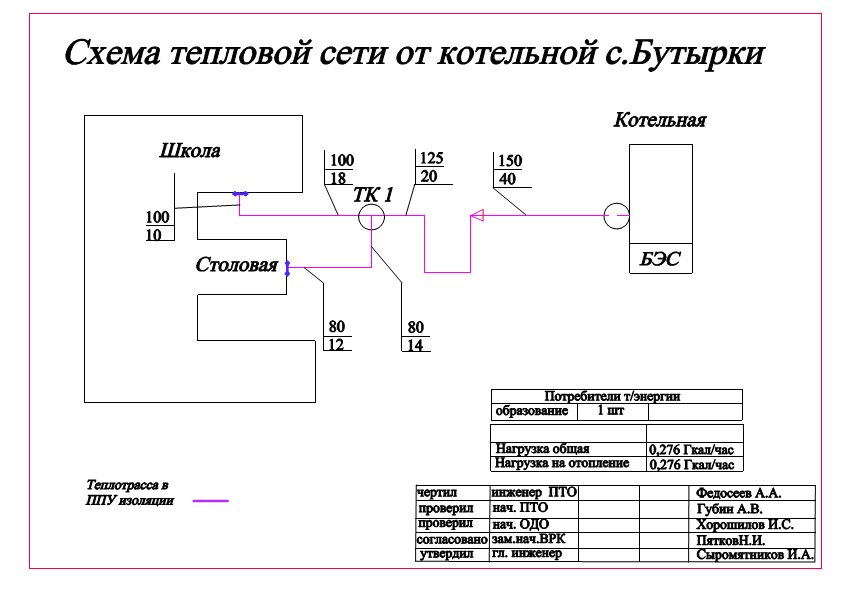 Схема тепловой сети от котельной с.Бутырки
Котельная
Школа
100
18
125
20
150
40
ТК 1
100
10
Столовая
БЭС
80
12
80
14
Потребители т/энергии
образование 1 шт
Нагрузка общая 0,276 Гкал/час
Нагрузка на отопление 0,276 Гкал/час
Теплотрасса в
ППУ изоляции
чертил инженер ПТО Федосеев А.А.
проверил нач. ПТО Губин А.В.
проверил нач. ОДО Хорошилов И.С.
согласовано зам.нач.ВРК ПятковН.И.
утвердил гл. инженер Сыромятников И.А.